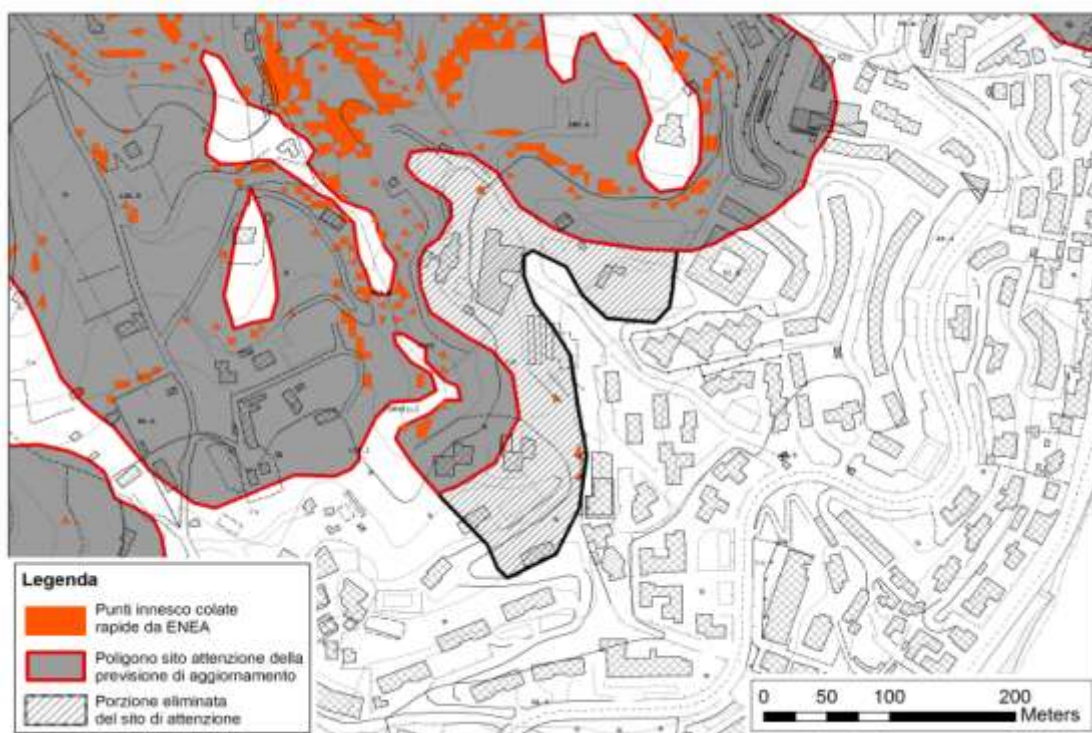 Legenda
Punti innesco colate
rapide da ENEA
Poligono sito attenzione della
previsione di aggiornamento
Porzione eliminata
del sito di attenzione
0 50 100 200
Meters